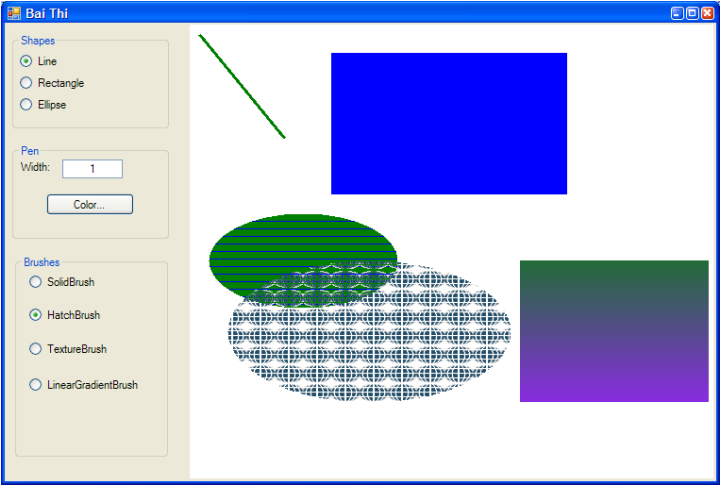 Bai Thi
Shapes
Line
Rectangle
Ellipse
Pen
Width: 1
Color...
Brushes
SolidBrush
HatchBrush
TextureBrush
LinearGradientBrush